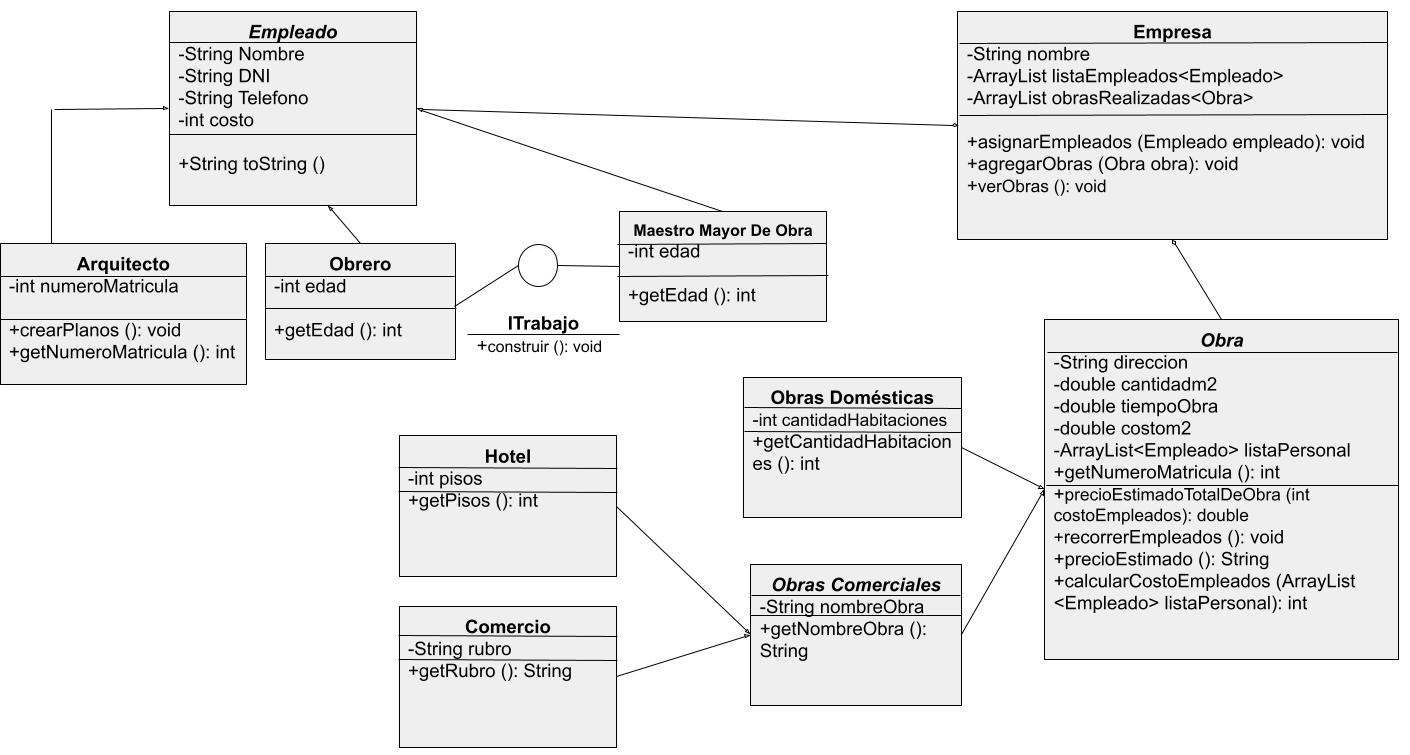 Empleado
-String Nombre
-String DNI
-String Telefono
-int costo
+String toString ()
Empresa
-String nombre
-ArrayList listaEmpleados<Empleado>
-ArrayList obrasRealizadas<Obra>
+asignarEmpleados (Empleado empleado): void
+agregarObras (Obra obra): void
+verObras (): void
Arquitecto
-int numeroMatricula
+crearPlanos (): void
+getNumeroMatricula (): int
Obrero
-int edad
+getEdad (): int
ITrabajo
+construir (): void
Maestro Mayor De Obra
-int edad
+getEdad (): int
Obra
-String direccion
-double cantidadm2
-double tiempoObra
-double costom2
-ArrayList<Empleado> listaPersonal
+getNumeroMatricula (): int
+precioEstimadoTotalDeObra (int
costoEmpleados): double
+recorrerEmpleados (): void
+precioEstimado (): String
+calcularCostoEmpleados (ArrayList
<Empleado> listaPersonal): int
Obras Domésticas
-int cantidadHabitaciones
+getCantidadHabitacion
es (): int
Hotel
-int pisos
+getPisos (): int
Obras Comerciales
-String nombreObra
+getNombreObra ():
String
Comercio
-String rubro
+getRubro (): String